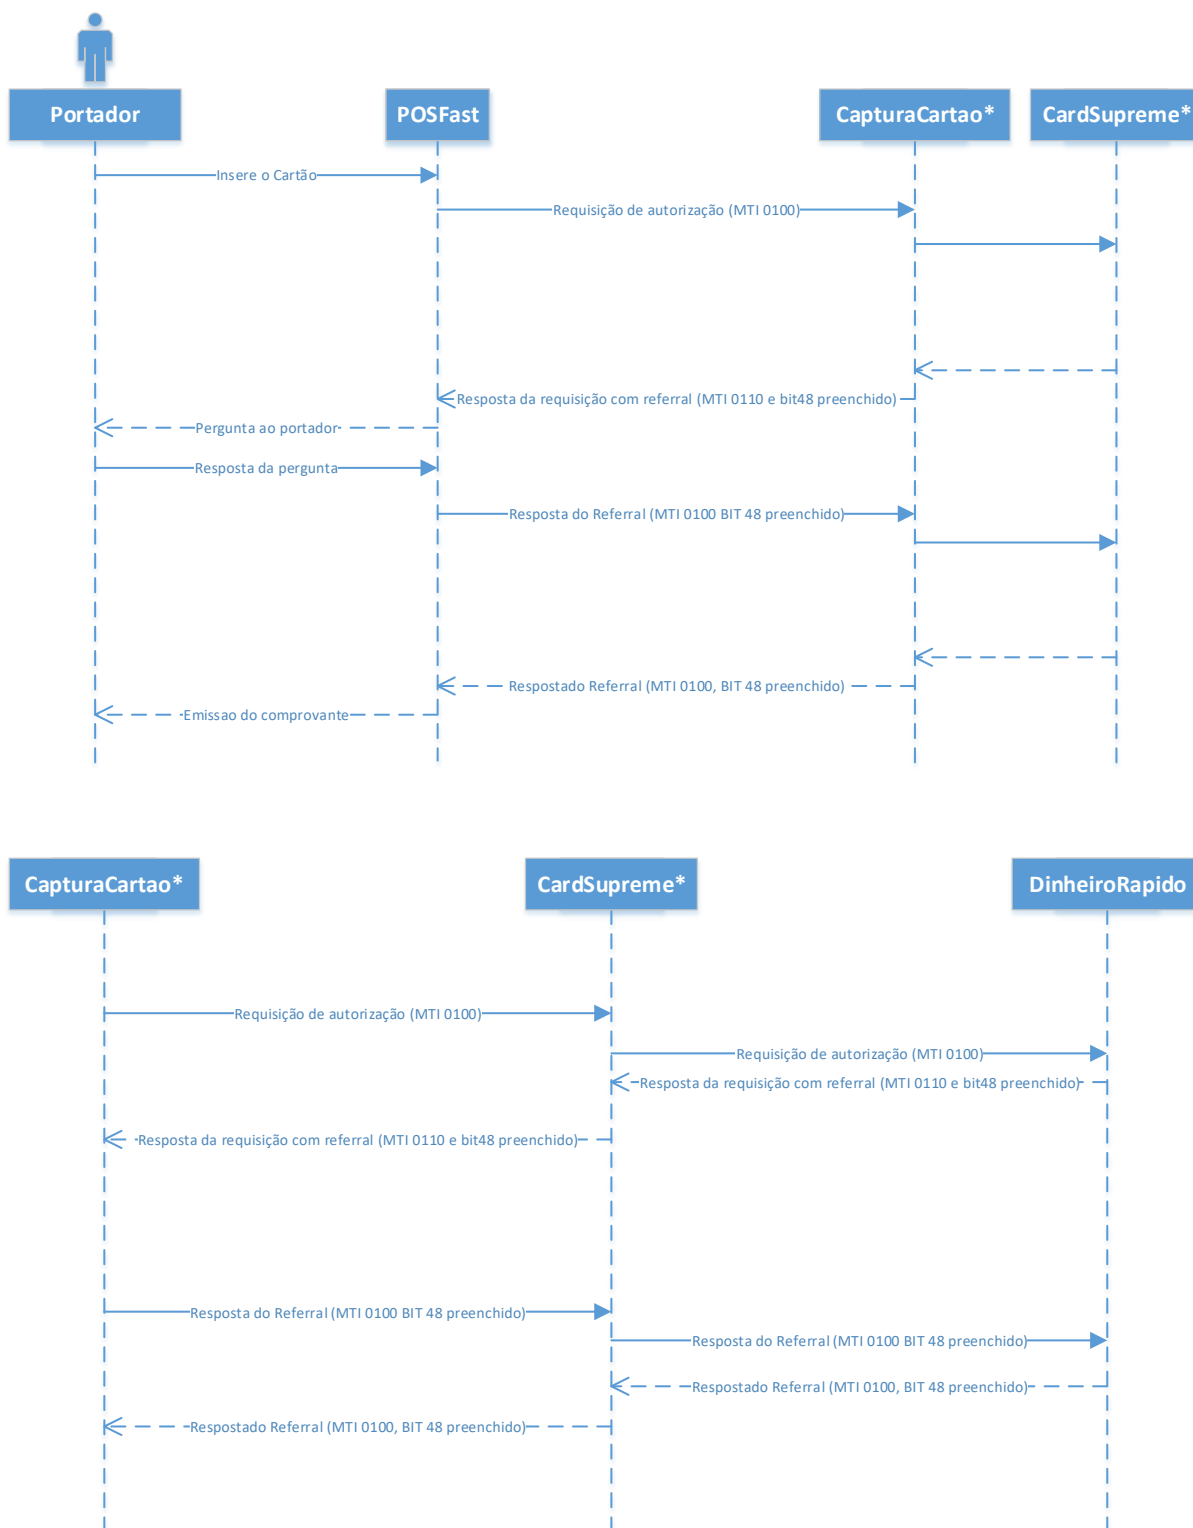 Portador
POSFast
CapturaCartao*
CardSupreme*
Insere o Cartão
Requisição de autorização (MTI 0100)
Resposta da requisição com referral (MTI 0110 e bit48 preenchido)
Pergunta ao portador
Resposta da pergunta
Resposta do Referral (MTI 0100 BIT 48 preenchido)
Respostado Referral (MTI 0100, BIT 48 preenchido)
Emissao do comprovante
CapturaCartao*
CardSupreme*
DinheiroRapido
Requisição de autorização (MTI 0100)
Requisição de autorização (MTI 0100)
Resposta da requisição com referral (MTI 0110 e bit48 preenchido)
Resposta da requisição com referral (MTI 0110 e bit48 preenchido)
Resposta do Referral (MTI 0100 BIT 48 preenchido)
Resposta do Referral (MTI 0100 BIT 48 preenchido)
Respostado Referral (MTI 0100, BIT 48 preenchido)
Respostado Referral (MTI 0100, BIT 48 preenchido)